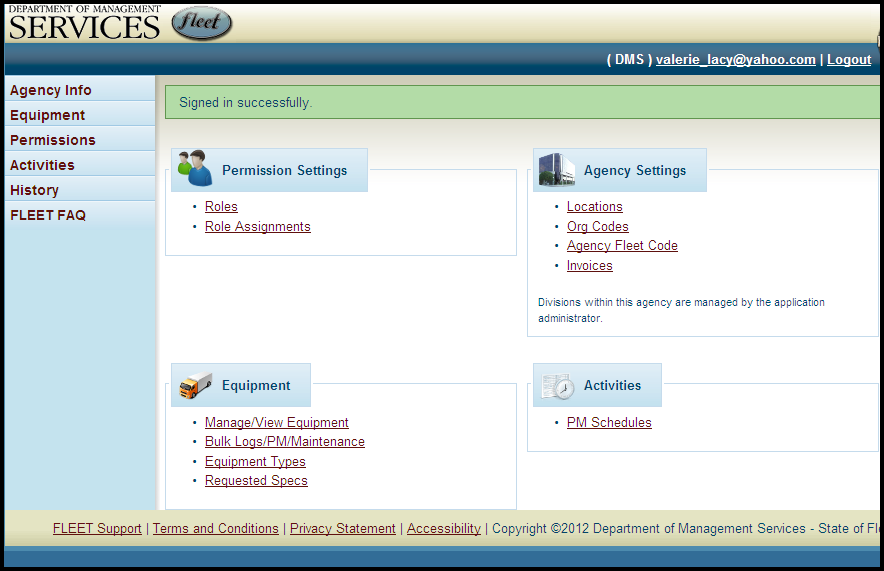 DEPARTMENT OF MANAGEMENT
SERVICES fleet
( DMS ) valerie_lacy@yahoo.com | Logout
Agency Info
Equipment
Permissions
Activities
History
FLEET FAQ
Signed in successfully.
Permission Settings
• Roles
• Role Assignments
Agency Settings
• Locations
• Org Codes
• Agency Fleet Code
• Invoices
Divisions within this agency are managed by the application
administrator.
Equipment
• Manage/View Equipment
• Bulk Logs/PM/Maintenance
• Equipment Types
• Requested Specs
Activities
• PM Schedules
FLEET Support | Terms and Conditions | Privacy Statement | Accessibility | Copyright ©2012 Department of Management Services - State of Fl